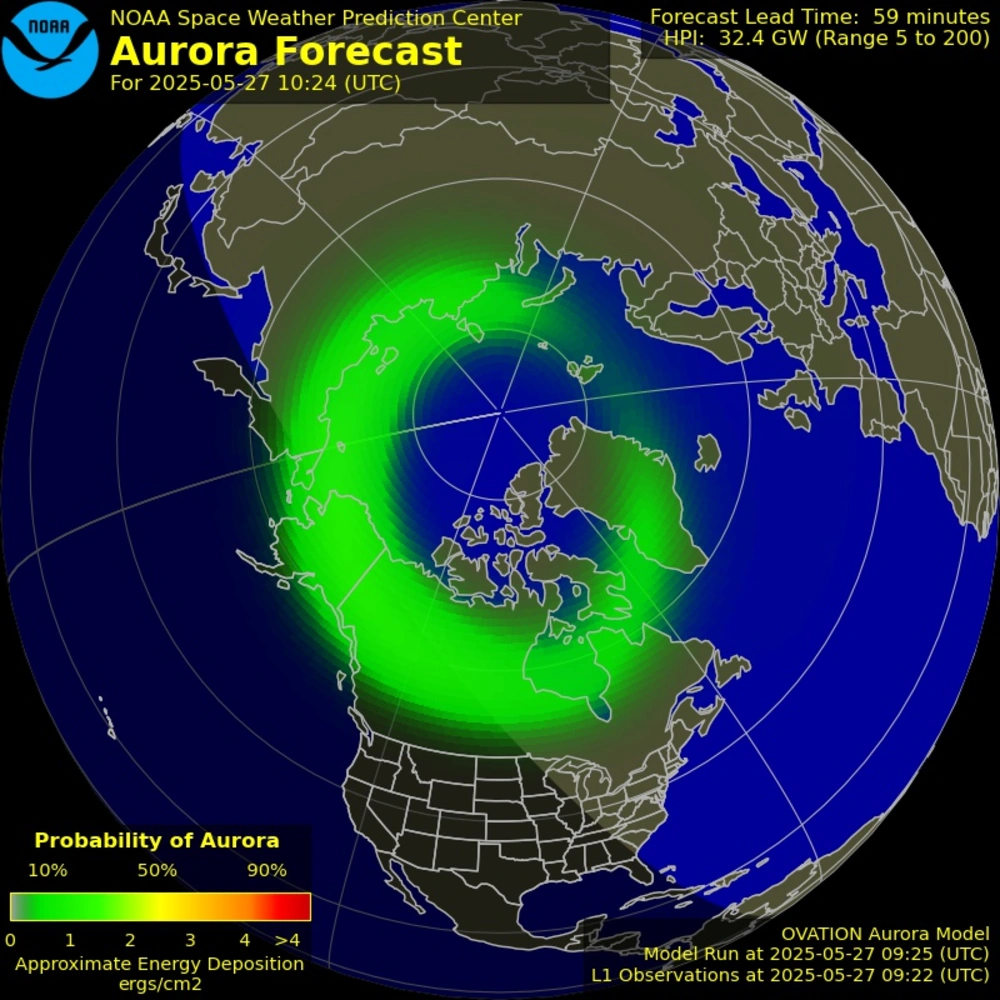 NOAA
NOAA Space Weather Prediction Center
Aurora Forecast
For 2025-05-27 10:24 (UTC)
Forecast Lead Time: 59 minutes
HPI: 32.4 GW (Range 5 to 200)
Probability of Aurora
10% 50% 90%
0 1 2 3 4 >4
Approximate Energy Deposition
ergs/cm2
OVATION Aurora Model
Model Run at 2025-05-27 09:25 (UTC)
L1 Observations at 2025-05-27 09:22 (UTC)